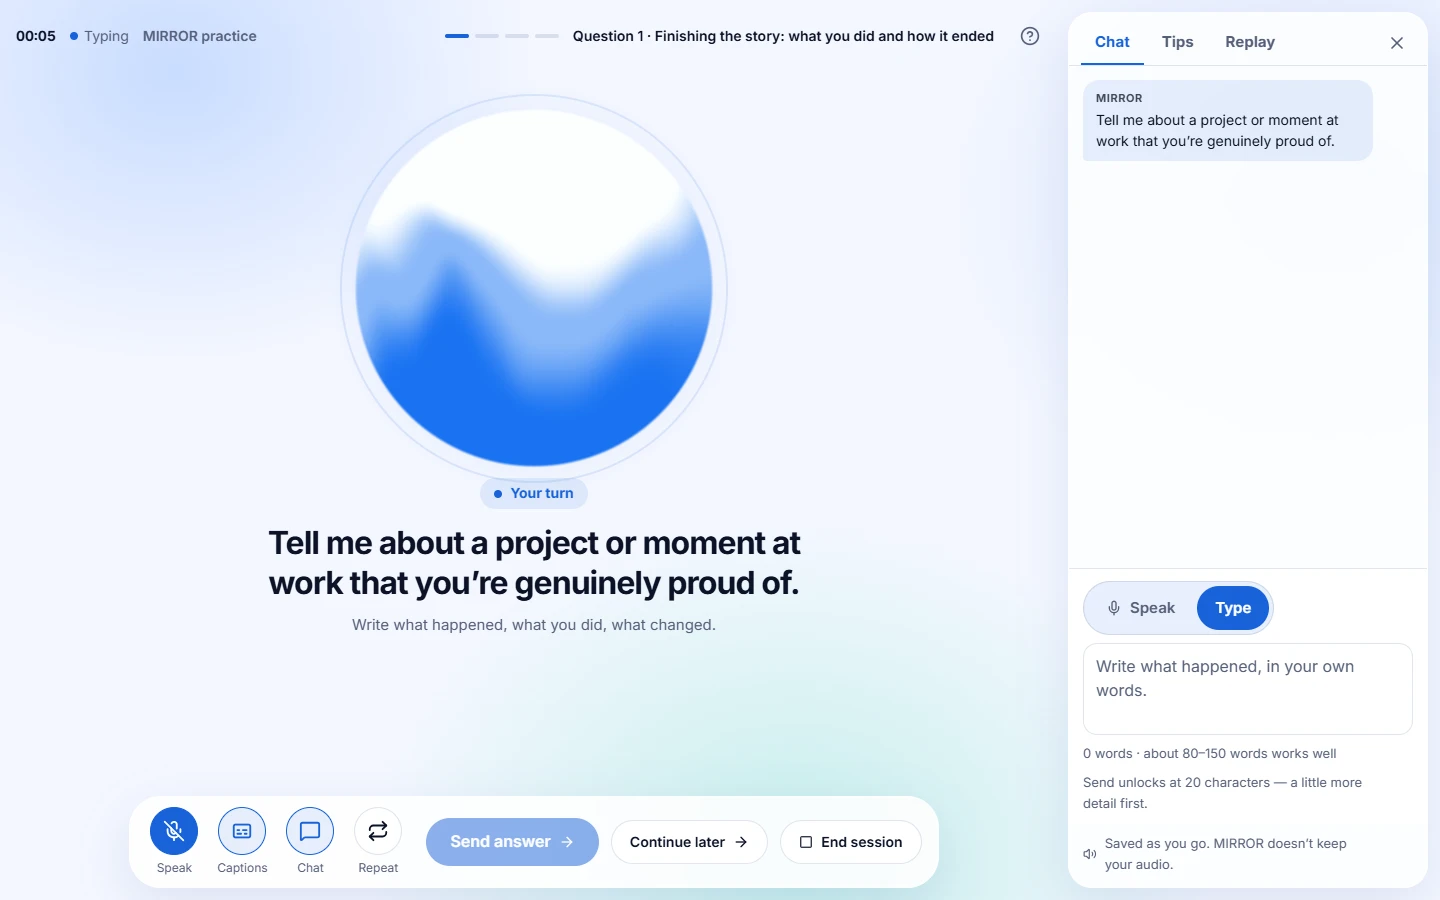 00:05
Typing
MIRROR practice
Question 1 · Finishing the story: what you did and how it ended
Your turn
Tell me about a project or moment at
work that you’re genuinely proud of.
Write what happened, what you did, what changed.
Speak
Captions
Chat
Repeat
Send answer
Continue later
End session
Chat
Tips
Replay
MIRROR
Tell me about a project or moment at
work that you’re genuinely proud of.
Speak
Type
Write what happened, in your own
words.
0 words · about 80–150 words works well
Send unlocks at 20 characters — a little more
detail first.
Saved as you go. MIRROR doesn’t keep
your audio.